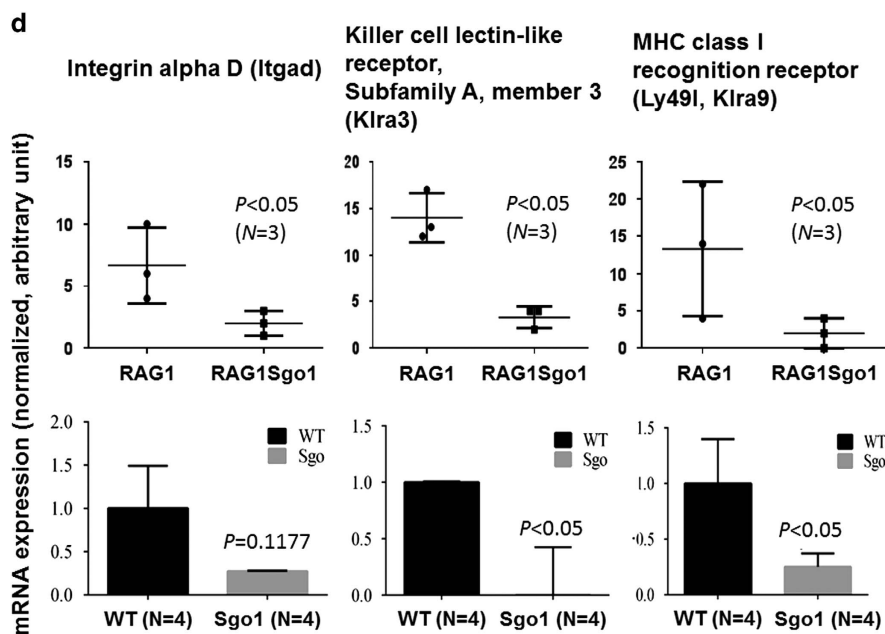 d
Integrin alpha D (Itgad)
Killer cell lectin-like
receptor,
Subfamily A, member 3
(Klra3)
MHC class I
recognition receptor
(Ly49I, Klra9)
mRNA expression (normalized, arbitrary unit)
15
10
5
0
P<0.05
(N=3)
RAG1
RAG1Sgo1
20
15
10
5
0
P<0.05
(N=3)
RAG1
RAG1Sgo1
25
20
15
10
5
0
P<0.05
(N=3)
RAG1
RAG1Sgo1
2.0
1.5
1.0
0.5
0.0
WT
Sgo
P=0.1177
WT (N=4)
Sgo1 (N=4)
1.5
1.0
0.5
0.0
WT
Sgo
P<0.05
WT (N=4)
Sgo1 (N=4)
1.5
1.0
·.5
0.0
WT
Sgo
P<0.05
WT (N=4)
Sgo1 (N=4)